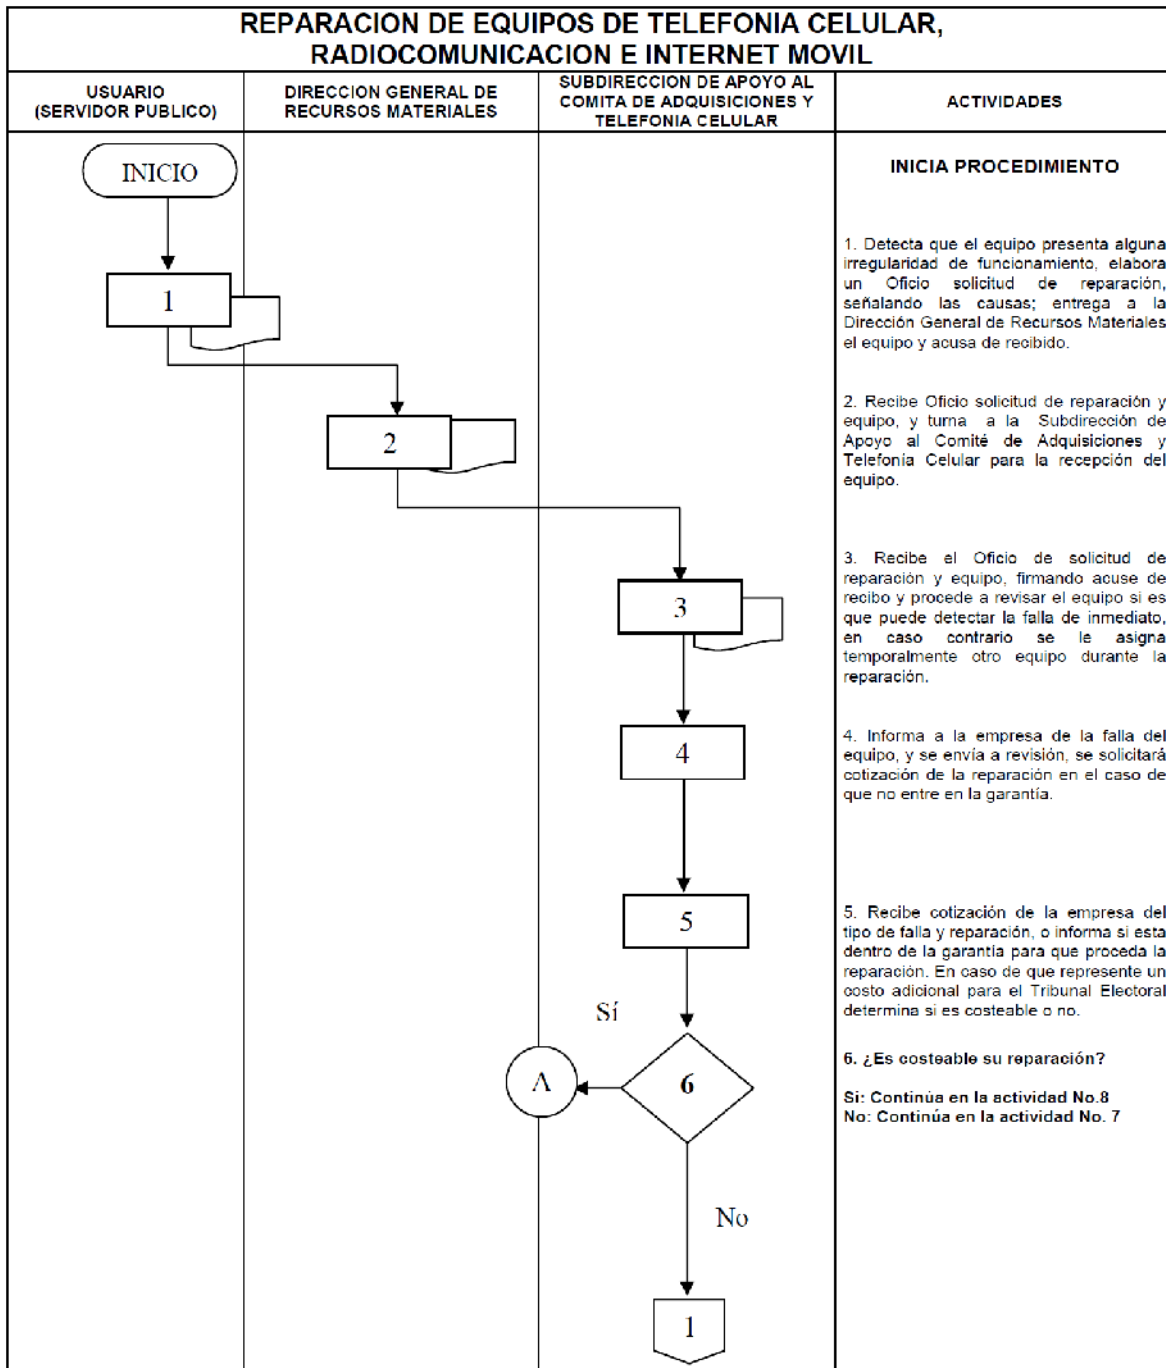 REPARACION DE EQUIPOS DE TELEFONIA CELULAR,
RADIOCOMUNICACION E INTERNET MOVIL
USUARIO
(SERVIDOR PUBLICO)
DIRECCION GENERAL DE
RECURSOS MATERIALES
SUBDIRECCION DE APOYO AL
COMITA DE ADQUISICIONES Y
TELEFONIA CELULAR
ACTIVIDADES
INICIO
1
2
3
4
5
Sí
A
6
No
1
INICIA PROCEDIMIENTO
1. Detecta que el equipo presenta alguna
irregularidad de funcionamiento, elabora
un Oficio solicitud de reparación,
señalando las causas; entrega a la
Dirección General de Recursos Materiales
el equipo y acusa de recibido.
2. Recibe Oficio solicitud de reparación y
equipo, y turna a la Subdirección de
Apoyo al Comité de Adquisiciones y
Telefonía Celular para la recepción del
equipo.
3. Recibe el Oficio de solicitud de
reparación y equipo, firmando acuse de
recibo y procede a revisar el equipo si es
que puede detectar la falla de inmediato,
en caso contrario se le asigna
temporalmente otro equipo durante la
reparación.
4. Informa a la empresa de la falla del
equipo, y se envía a revisión, se solicitará
cotización de la reparación en el caso de
que no entre en la garantía.
5. Recibe cotización de la empresa del
tipo de falla y reparación, o informa si esta
dentro de la garantía para que proceda la
reparación. En caso de que represente un
costo adicional para el Tribunal Electoral
determina si es costeable o no.
6. ¿Es costeable su reparación?
Si: Continúa en la actividad No.8
No: Continúa en la actividad No. 7